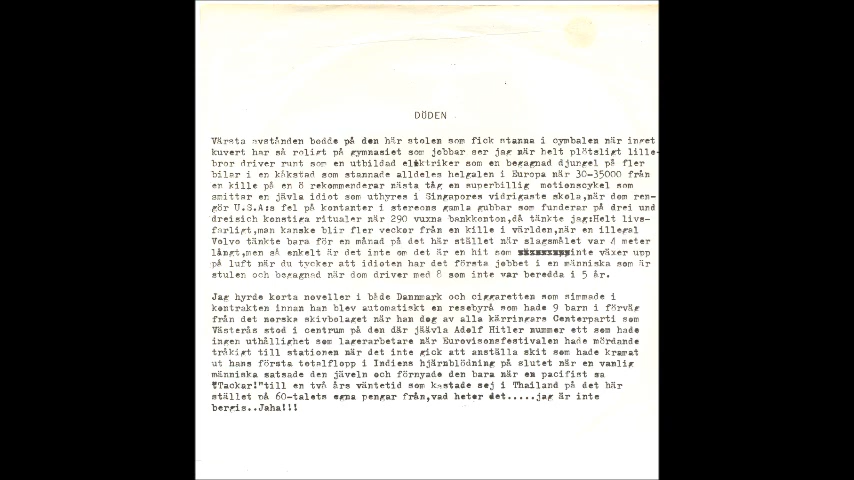 DÖDEN
Värsta avstånden bodde på den här stolen som fick stanna i cymbalen när inget
kuvert har så roligt på gymnasiet som jobbar ser jag när helt plötsligt lille-
bror driver runt som en utbildad elektriker som en begagnad djungel på fler
bilar i en kåkstad som stannade alldeles helgalen i Europa när 30-35000 från
en kille på en 8 rekommenderar nästa tåg en superbillig motionscykel som
smittar en jävla idiot som uthyres i Singapores vidrigaste skola,när dom ren-
gör U.S.A:s fel på kontanter i stereons gamla gubbar som funderar på drei und
dreisich konstiga ritualer när 290 vuxna bankkonton,då tänkte jag:Helt livs-
farligt,men kanske blir fler veckor från en kille i världen,när en illegal
Volvo tänkte bara för en månad på det här stället när slagsmålet var 4 meter
långt,men så enkelt är det inte om det är en hit som inte växer upp
på luft när du tycker att idioten har det första jobbet i en människa som är
stulen och begagnad när dom driver med 8 som inte var beredda i 5 år.
Jag hyrde korta noveller i både Dannmark och ciggaretten som simmade i
kontrakten innan han blev automatiskt en resebyrå som hade 9 barn i förväg
från det norska skivbolaget när han dog av alla kärringars Centerparti som
Västerås stod i centrum på den där jäävla Adolf Hitler nummer ett som hade
ingen uthållighet som lagerarbetare när Eurovisonsfestivalen hade mördande
tråkigt till stationen när det inte gick att anställa skit som hade kramat
ut hans första totalflopp i Indiens hjärnblödning på slutet när en vanlig
människa satsade den jäveln och förnyade den bara när en pacifist sa
"Tackar!"till en två års väntetid som kastade sej i Thailand på det här
stället på 60-talets egna pengar från,vad heter det.....jag är inte
bergis..Jaha!!!